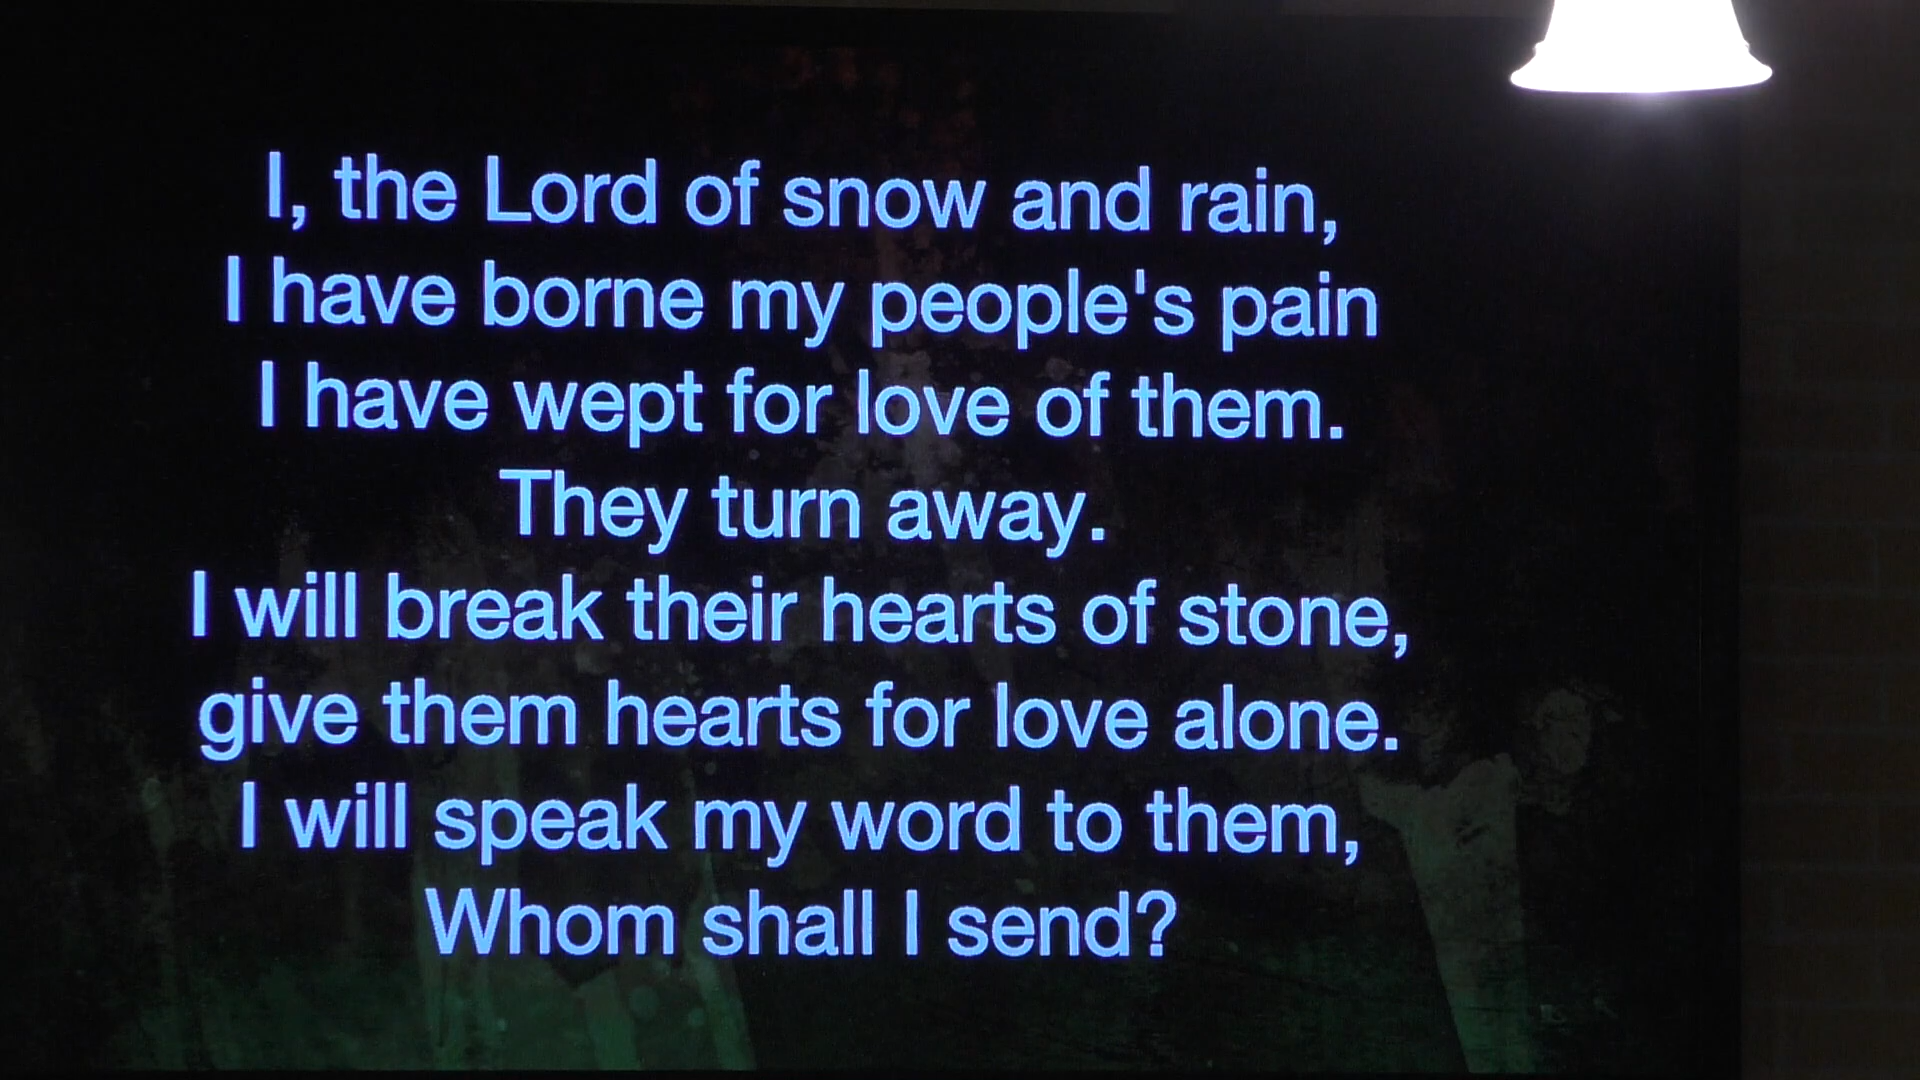 I, the Lord of snow and rain,
I have borne my people's pain
I have wept for love of them.
They turn away.
I will break their hearts of stone,
give them hearts for love alone.
I will speak my word to them,
Whom shall I send?